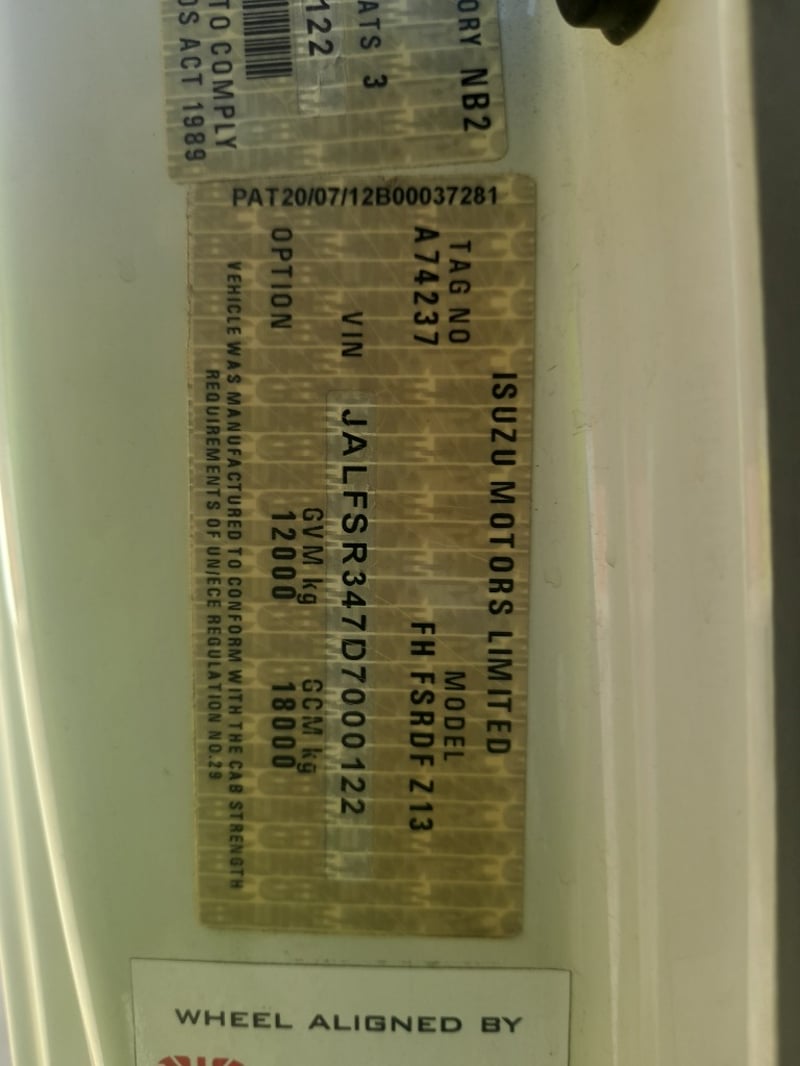 ORY NB2
ATS 3
122
TO COMPLY
OS ACT 1989
PAT20/07/12B00037281
ISUZU MOTORS LIMITED
TAG NO MODEL
A74237 FH FSRDF Z13
VIN JALFSR347D7000122
GVM kg GCM kg
OPTION 12000 18000
VEHICLE WAS MANUFACTURED TO CONFORM WITH THE CAB STRENGTH
REQUIREMENTS OF UN/ECE REGULATION NO.29
WHEEL ALIGNED BY